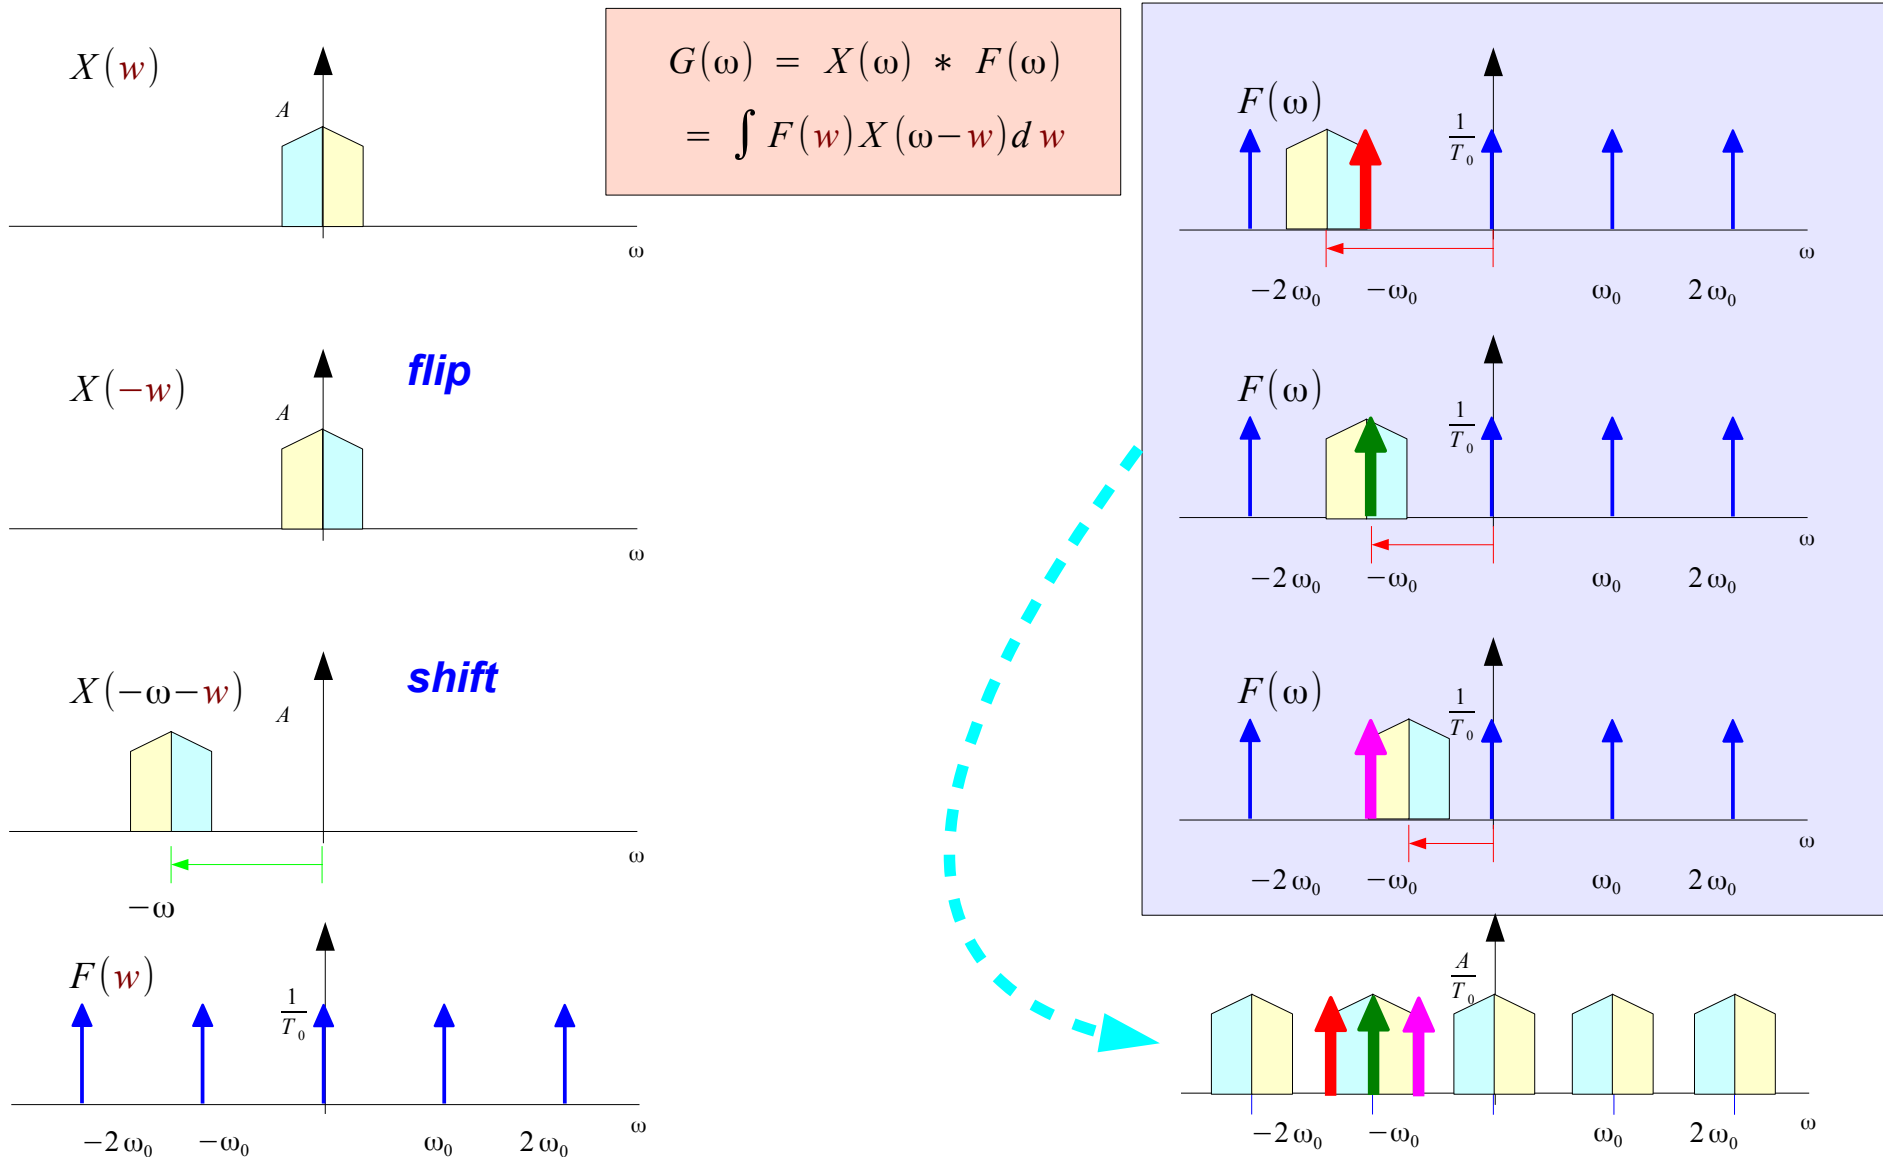 X(w)
A
ω
G(ω) = X(ω) * F(ω)
= ∫ F(w)X(ω−w)dw
X(−w)
flip
A
ω
X(−ω−w)
shift
A
ω
−ω
F(w)
1/T₀
ω
−2ω₀ −ω₀ ω₀ 2ω₀
F(ω)
1/T₀
ω
−2ω₀ −ω₀ ω₀ 2ω₀
F(ω)
1/T₀
ω
−2ω₀ −ω₀ ω₀ 2ω₀
F(ω)
1/T₀
ω
−2ω₀ −ω₀ ω₀ 2ω₀
A/T₀
−2ω₀ −ω₀ ω₀ 2ω₀ ω